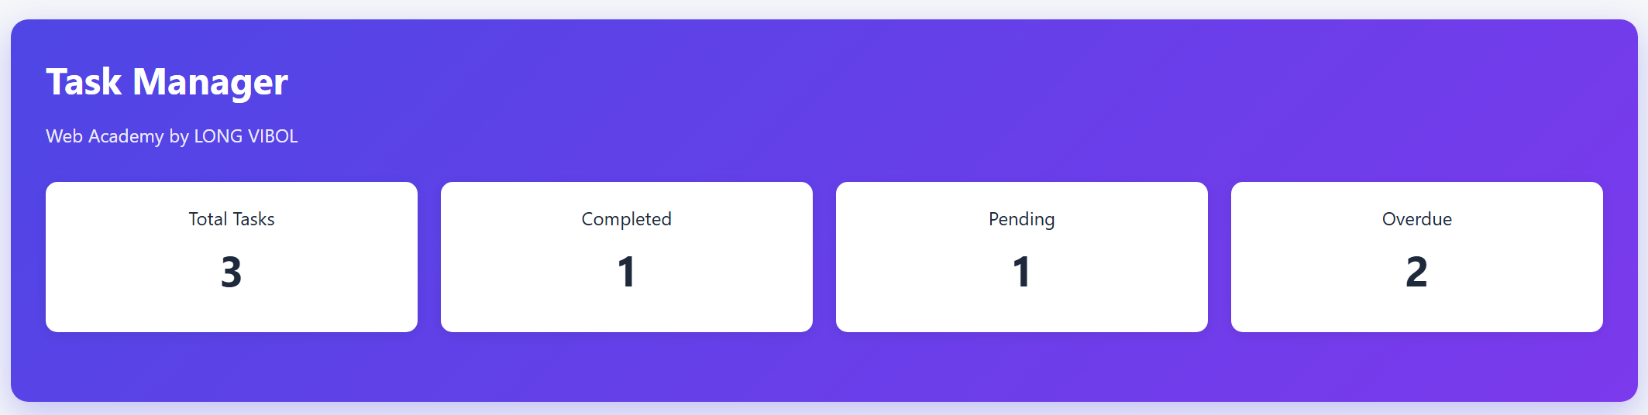 Task Manager
Web Academy by LONG VIBOL
Total Tasks
3
Completed
1
Pending
1
Overdue
2